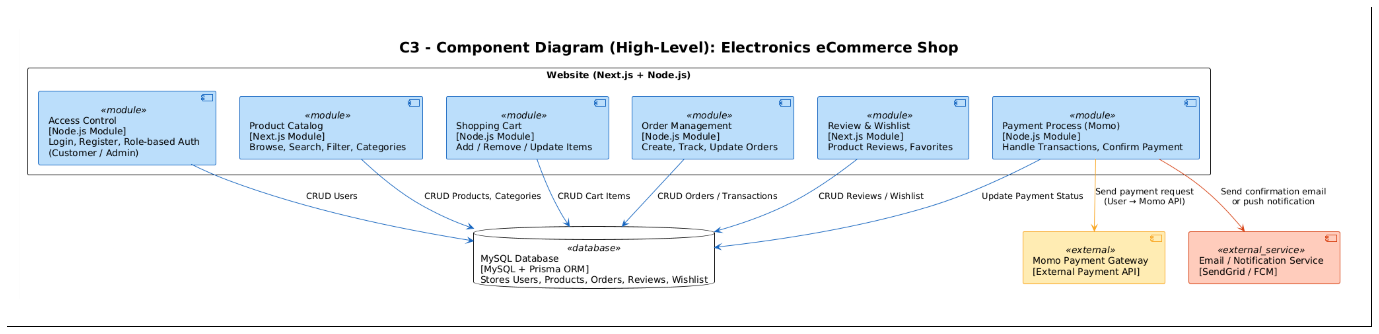 C3 - Component Diagram (High-Level): Electronics eCommerce Shop
Website (Next.js + Node.js)
«module»
Access Control
[Node.js Module]
Login, Register, Role-based Auth
(Customer / Admin)
«module»
Product Catalog
[Next.js Module]
Browse, Search, Filter, Categories
«module»
Shopping Cart
[Node.js Module]
Add / Remove / Update Items
«module»
Order Management
[Node.js Module]
Create, Track, Update Orders
«module»
Review & Wishlist
[Next.js Module]
Product Reviews, Favorites
«module»
Payment Process (Momo)
[Node.js Module]
Handle Transactions, Confirm Payment
CRUD Users
CRUD Products, Categories
CRUD Cart Items
CRUD Orders / Transactions
CRUD Reviews / Wishlist
Update Payment Status
Send payment request
(User → Momo API)
Send confirmation email
or push notification
«database»
MySQL Database
[MySQL + Prisma ORM]
Stores Users, Products, Orders, Reviews, Wishlist
«external»
Momo Payment Gateway
[External Payment API]
«external_service»
Email / Notification Service
[SendGrid / FCM]